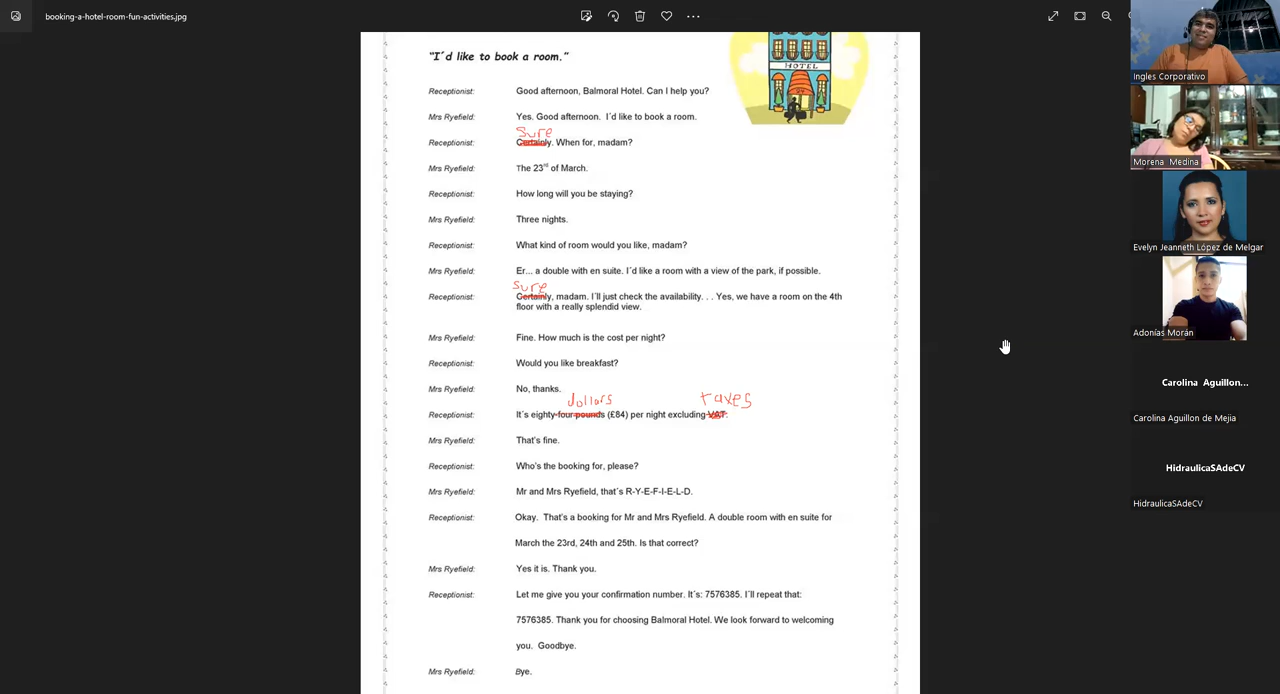 booking-a-hotel-room-fun-activities.jpg
"I´d like to book a room."
HOTEL
Receptionist: Good afternoon, Balmoral Hotel. Can I help you?
Mrs Ryefield: Yes. Good afternoon. I´d like to book a room.
sure
Receptionist: Certainly. When for, madam?
Mrs Ryefield: The 23rd of March.
Receptionist: How long will you be staying?
Mrs Ryefield: Three nights.
Receptionist: What kind of room would you like, madam?
Mrs Ryefield: Er... a double with en suite. I´d like a room with a view of the park, if possible.
sure
Receptionist: Certainly, madam. I´ll just check the availability. . . Yes, we have a room on the 4th
floor with a really splendid view.
Mrs Ryefield: Fine. How much is the cost per night?
Receptionist: Would you like breakfast?
Mrs Ryefield: No, thanks.
dollars taxes
Receptionist: It´s eighty-four pounds (£84) per night excluding VAT.
Mrs Ryefield: That´s fine.
Receptionist: Who's the booking for, please?
Mrs Ryefield: Mr and Mrs Ryefield, that´s R-Y-E-F-I-E-L-D.
Receptionist: Okay. That´s a booking for Mr and Mrs Ryefield. A double room with en suite for
March the 23rd, 24th and 25th. Is that correct?
Mrs Ryefield: Yes it is. Thank you.
Receptionist: Let me give you your confirmation number. It´s: 7576385. I´ll repeat that:
7576385. Thank you for choosing Balmoral Hotel. We look forward to welcoming
you. Goodbye.
Mrs Ryefield: Bye.
Ingles Corporativo
Morena Medina
Evelyn Jeanneth López de Melgar
Adonías Morán
Carolina Aguillon...
Carolina Aguillon de Mejia
HidraulicaSAdeCV
HidraulicaSAdeCV